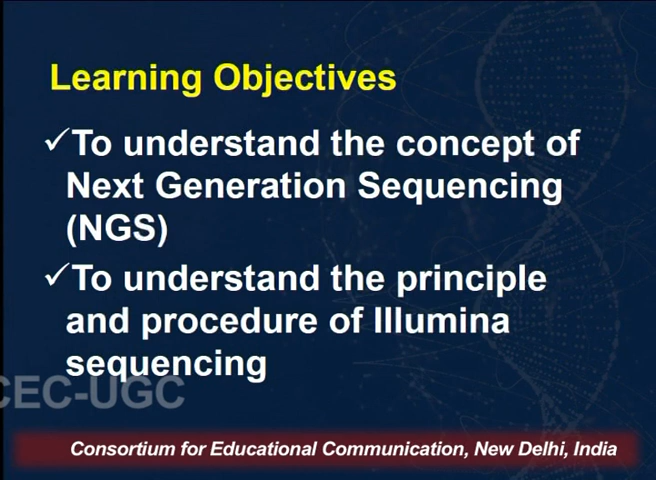 Learning Objectives
✓To understand the concept of
Next Generation Sequencing
(NGS)
✓To understand the principle
and procedure of Illumina
sequencing
CEC-UGC
Consortium for Educational Communication, New Delhi, India